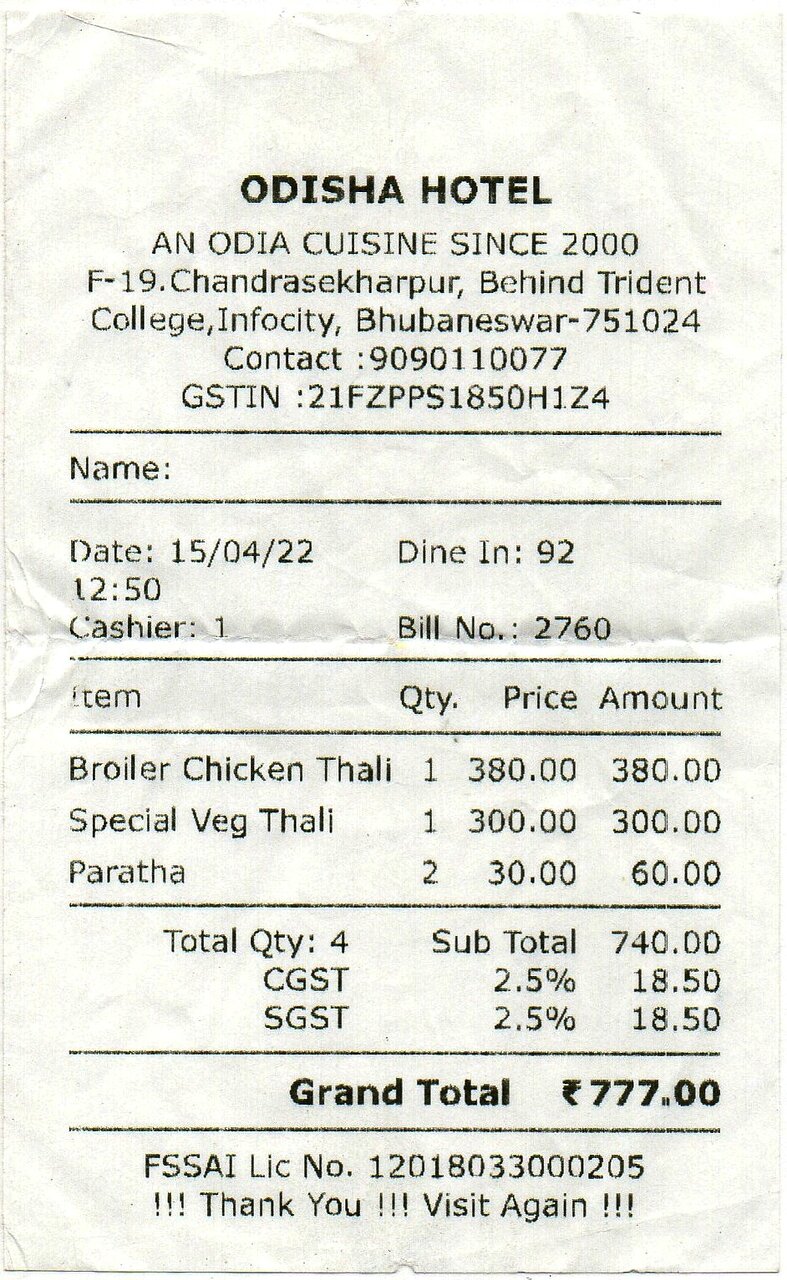 ODISHA HOTEL
AN ODIA CUISINE SINCE 2000
F-19.Chandrasekharpur, Behind Trident
College,Infocity, Bhubaneswar-751024
Contact :9090110077
GSTIN :21FZPPS1850H1Z4
Name:
Date: 15/04/22 Dine In: 92
12:50
Cashier: 1 Bill No.: 2760
Item Qty. Price Amount
Broiler Chicken Thali 1 380.00 380.00
Special Veg Thali 1 300.00 300.00
Paratha 2 30.00 60.00
Total Qty: 4 Sub Total 740.00
CGST 2.5% 18.50
SGST 2.5% 18.50
Grand Total ₹777.00
FSSAI Lic No. 12018033000205
!!! Thank You !!! Visit Again !!!